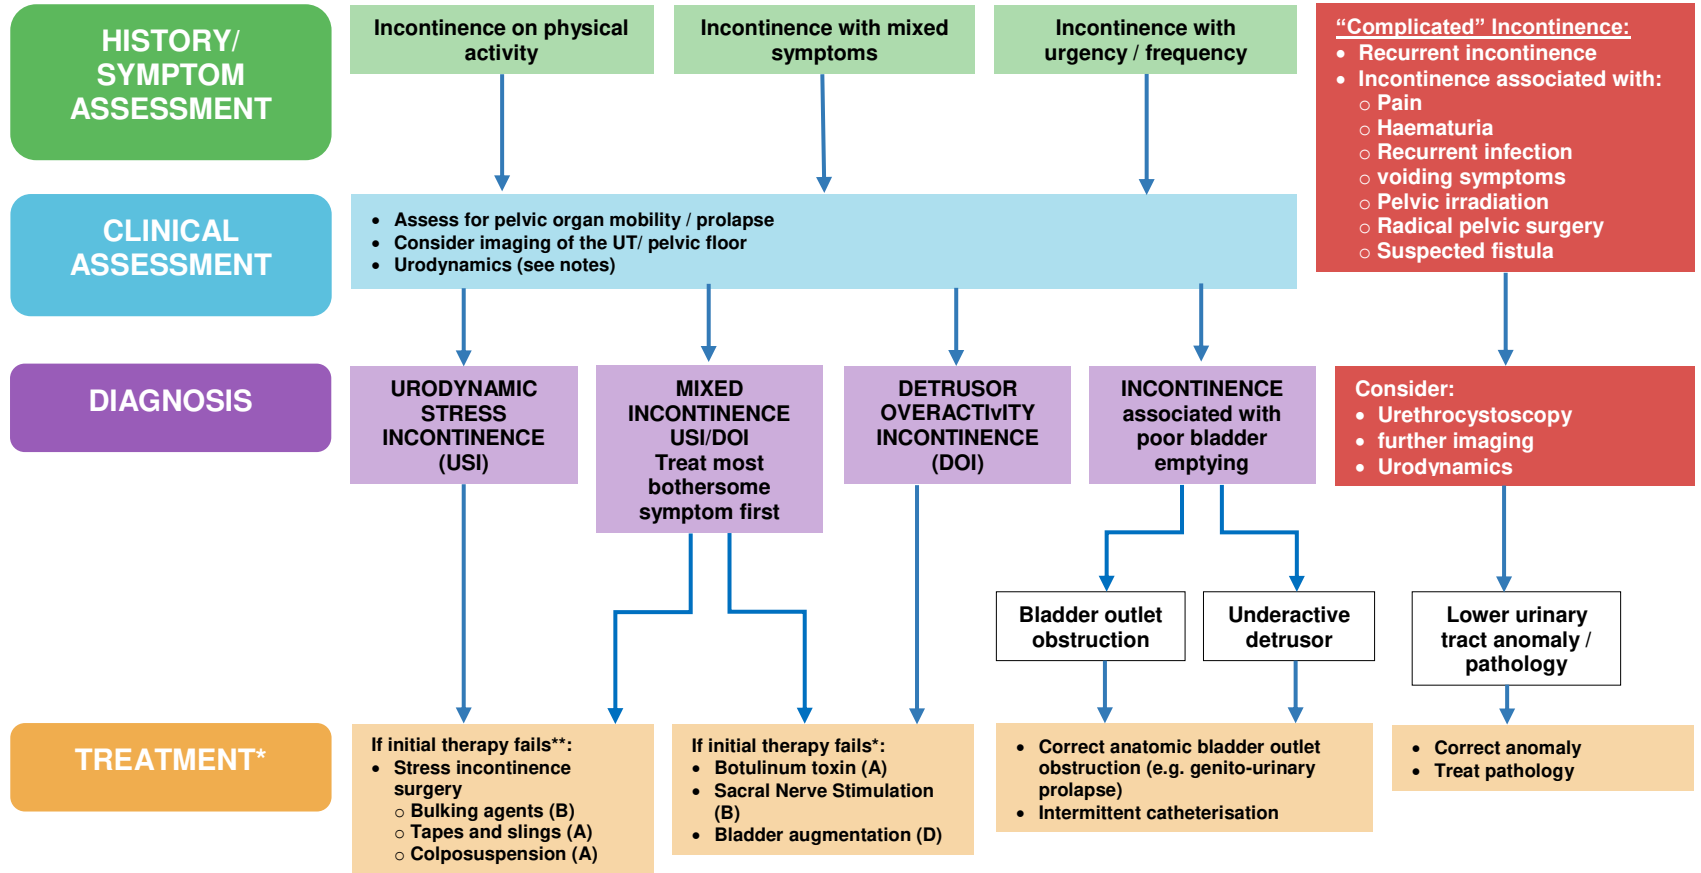 HISTORY/
SYMPTOM
ASSESSMENT
Incontinence on physical
activity
Incontinence with mixed
symptoms
Incontinence with
urgency / frequency
“Complicated” Incontinence:
• Recurrent incontinence
• Incontinence associated with:
○ Pain
○ Haematuria
○ Recurrent infection
○ voiding symptoms
○ Pelvic irradiation
○ Radical pelvic surgery
○ Suspected fistula
CLINICAL
ASSESSMENT
• Assess for pelvic organ mobility / prolapse
• Consider imaging of the UT/ pelvic floor
• Urodynamics (see notes)
DIAGNOSIS
URODYNAMIC
STRESS
INCONTINENCE
(USI)
MIXED
INCONTINENCE
USI/DOI
Treat most
bothersome
symptom first
DETRUSOR
OVERACTIvITY
INCONTINENCE
(DOI)
INCONTINENCE
associated with
poor bladder
emptying
Consider:
• Urethrocystoscopy
• further imaging
• Urodynamics
Bladder outlet
obstruction
Underactive
detrusor
Lower urinary
tract anomaly /
pathology
TREATMENT*
If initial therapy fails**:
• Stress incontinence
surgery
○ Bulking agents (B)
○ Tapes and slings (A)
○ Colposuspension (A)
If initial therapy fails*:
• Botulinum toxin (A)
• Sacral Nerve Stimulation
(B)
• Bladder augmentation (D)
• Correct anatomic bladder outlet
obstruction (e.g. genito-urinary
prolapse)
• Intermittent catheterisation
• Correct anomaly
• Treat pathology